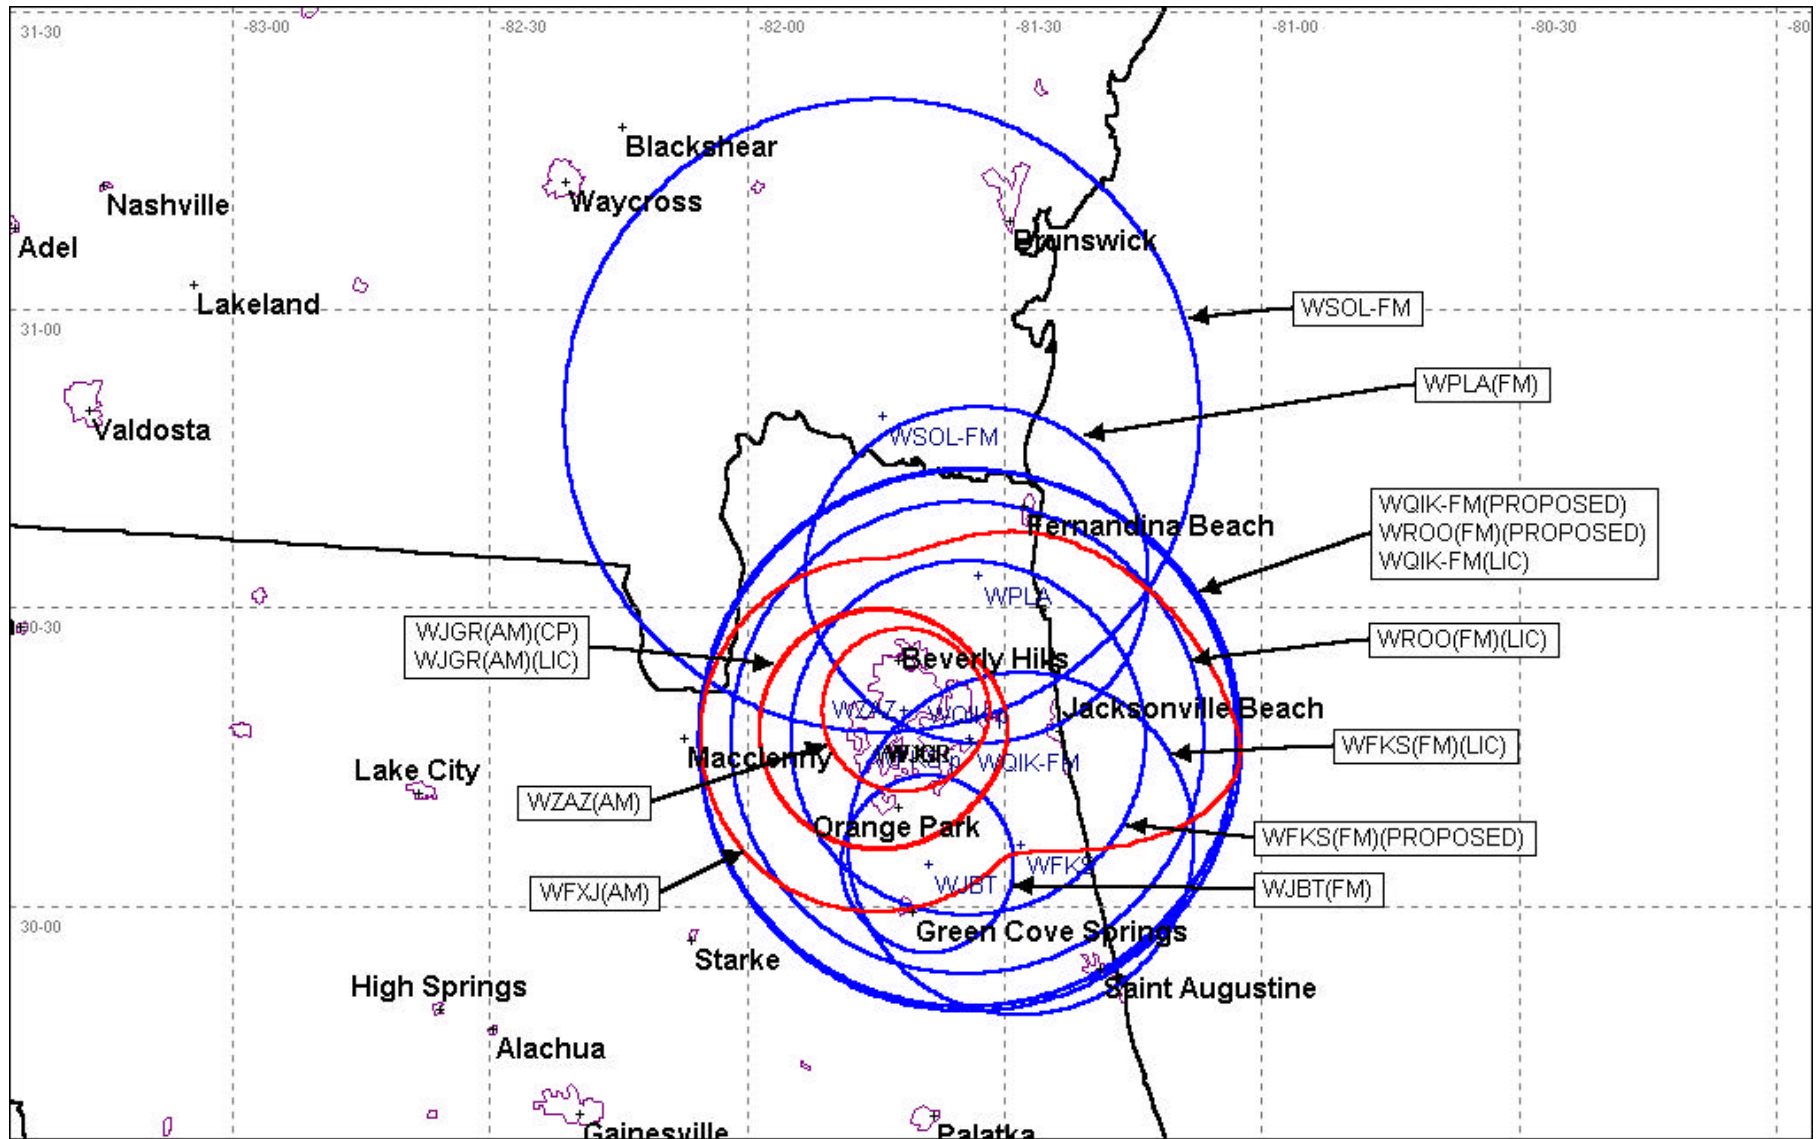 31-30
-83-00
-82-30
-82-00
-81-30
-81-00
-80-30
-80-
Blackshear
Nashville
Waycross
Adel
Brunswick
Lakeland
WSOL-FM
31-00
WPLA(FM)
Valdosta
WSOL-FM
WQIK-FM(PROPOSED)
WROO(FM)(PROPOSED)
WQIK-FM(LIC)
Fernandina Beach
WPLA
0-30
WJGR(AM)(CP)
WJGR(AM)(LIC)
WROO(FM)(LIC)
Beverly Hills
WZAZ
Jacksonville Beach
WFKS(FM)(LIC)
Macclenny
WJGR
WQIK-FM
Lake City
WZAZ(AM)
Orange Park
WFKS(FM)(PROPOSED)
WFKS
WJBT
WFXJ(AM)
WJBT(FM)
30-00
Green Cove Springs
Starke
High Springs
Saint Augustine
Alachua
Gainesville
Palatka